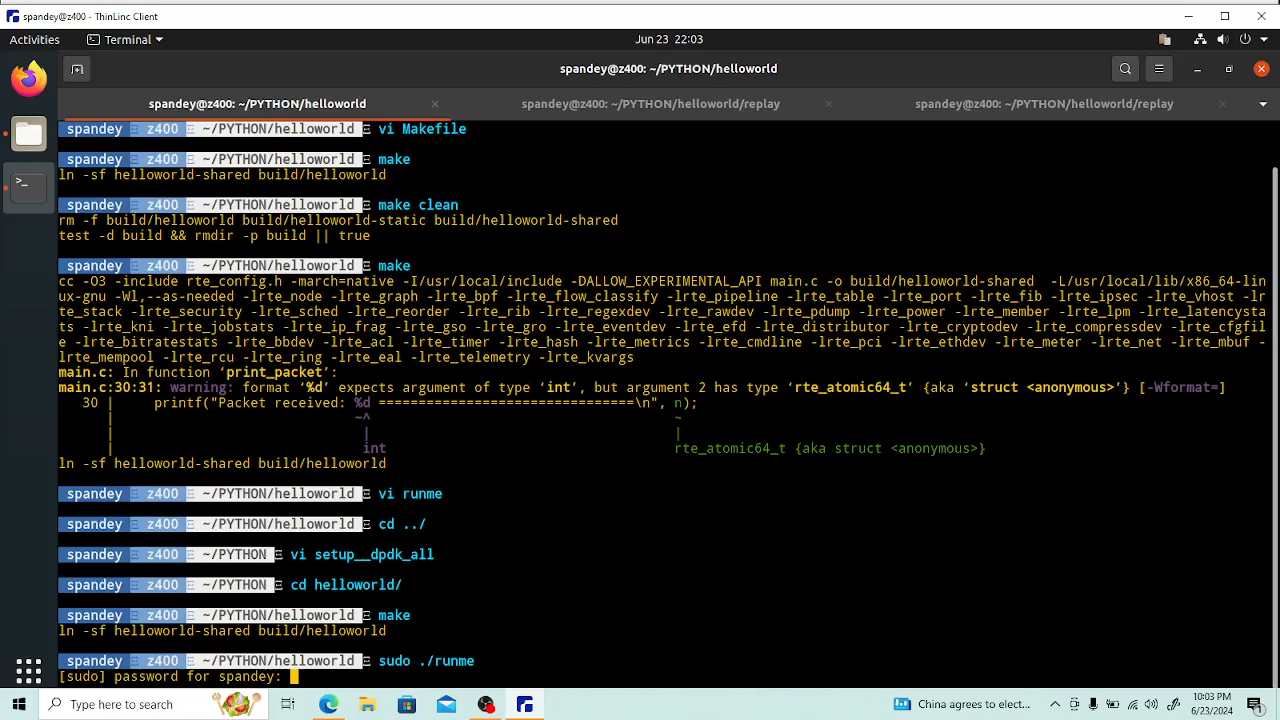 spandey@z400 - ThinLinc Client
Activities
Terminal
Jun 23 22:03
spandey@z400: ~/PYTHON/helloworld
spandey@z400: ~/PYTHON/helloworld
spandey@z400: ~/PYTHON/helloworld/replay
spandey@z400: ~/PYTHON/helloworld/replay
spandey z400 ~/PYTHON/helloworld vi Makefile
spandey z400 ~/PYTHON/helloworld make
ln -sf helloworld-shared build/helloworld
spandey z400 ~/PYTHON/helloworld make clean
rm -f build/helloworld build/helloworld-static build/helloworld-shared
test -d build && rmdir -p build || true
spandey z400 ~/PYTHON/helloworld make
cc -O3 -include rte_config.h -march=native -I/usr/local/include -DALLOW_EXPERIMENTAL_API main.c -o build/helloworld-shared  -L/usr/local/lib/x86_64-lin
ux-gnu -Wl,--as-needed -lrte_node -lrte_graph -lrte_bpf -lrte_flow_classify -lrte_pipeline -lrte_table -lrte_port -lrte_fib -lrte_ipsec -lrte_vhost -lr
te_stack -lrte_security -lrte_sched -lrte_reorder -lrte_rib -lrte_regexdev -lrte_rawdev -lrte_pdump -lrte_power -lrte_member -lrte_lpm -lrte_latencysta
ts -lrte_kni -lrte_jobstats -lrte_ip_frag -lrte_gso -lrte_gro -lrte_eventdev -lrte_efd -lrte_distributor -lrte_cryptodev -lrte_compressdev -lrte_cfgfil
e -lrte_bitratestats -lrte_bbdev -lrte_acl -lrte_timer -lrte_hash -lrte_metrics -lrte_cmdline -lrte_pci -lrte_ethdev -lrte_meter -lrte_net -lrte_mbuf -
lrte_mempool -lrte_rcu -lrte_ring -lrte_eal -lrte_telemetry -lrte_kvargs
main.c: In function ‘print_packet’:
main.c:30:31: warning: format ‘%d’ expects argument of type ‘int’, but argument 2 has type ‘rte_atomic64_t’ {aka ‘struct <anonymous>’} [-Wformat=]
30 |     printf("Packet received: %d ================================\n", n);
|                              ~^                                      ~
|                               |                                      |
|                               int                                    rte_atomic64_t {aka struct <anonymous>}
ln -sf helloworld-shared build/helloworld
spandey z400 ~/PYTHON/helloworld vi runme
spandey z400 ~/PYTHON/helloworld cd ../
spandey z400 ~/PYTHON vi setup__dpdk_all
spandey z400 ~/PYTHON cd helloworld/
spandey z400 ~/PYTHON/helloworld make
ln -sf helloworld-shared build/helloworld
spandey z400 ~/PYTHON/helloworld sudo ./runme
[sudo] password for spandey:
Type here to search
China agrees to elect...
10:03 PM
6/23/2024
1